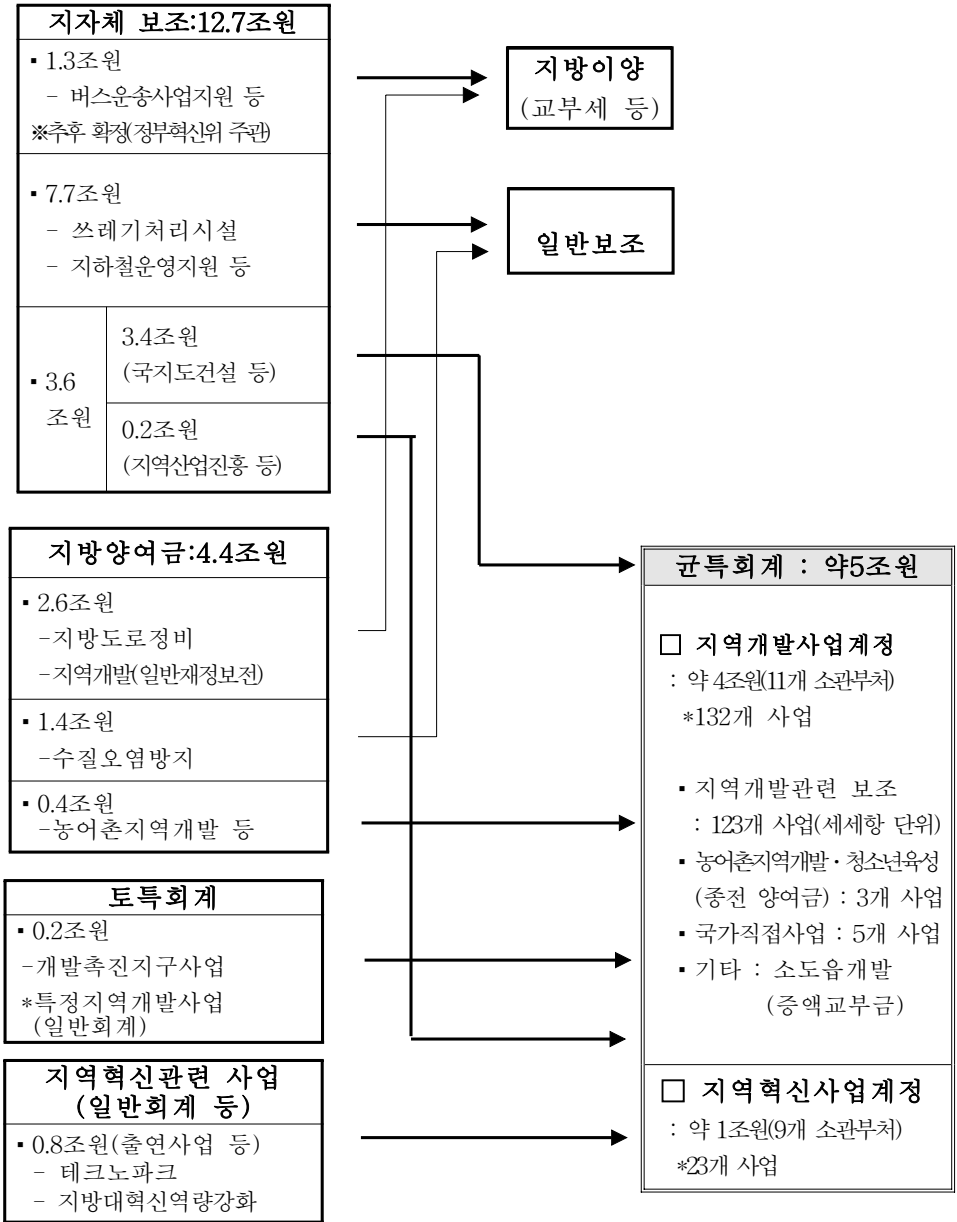 지자체 보조:12.7조원
▪ 1.3조원
- 버스운송사업지원 등
※추후 확정(정부혁신위 주관)
▪ 7.7조원
- 쓰레기처리시설
- 지하철운영지원 등
▪ 3.6
조원
3.4조원
(국지도건설 등)
0.2조원
(지역산업진흥 등)
지방이양
(교부세 등)
일반보조
지방양여금:4.4조원
▪ 2.6조원
-지방도로정비
-지역개발(일반재정보전)
▪ 1.4조원
-수질오염방지
▪ 0.4조원
-농어촌지역개발 등
토특회계
▪ 0.2조원
-개발촉진지구사업
*특정지역개발사업
(일반회계)
지역혁신관련 사업
(일반회계 등)
▪ 0.8조원(출연사업 등)
- 테크노파크
- 지방대혁신역량강화
균특회계 : 약5조원
□ 지역개발사업계정
: 약 4조원(11개 소관부처)
*132개 사업
▪ 지역개발관련 보조
: 123개 사업(세세항 단위)
▪ 농어촌지역개발·청소년육성
(종전 양여금) : 3개 사업
▪ 국가직접사업 : 5개 사업
▪ 기타 : 소도읍개발
(증액교부금)
□ 지역혁신사업계정
: 약 1조원(9개 소관부처)
*23개 사업